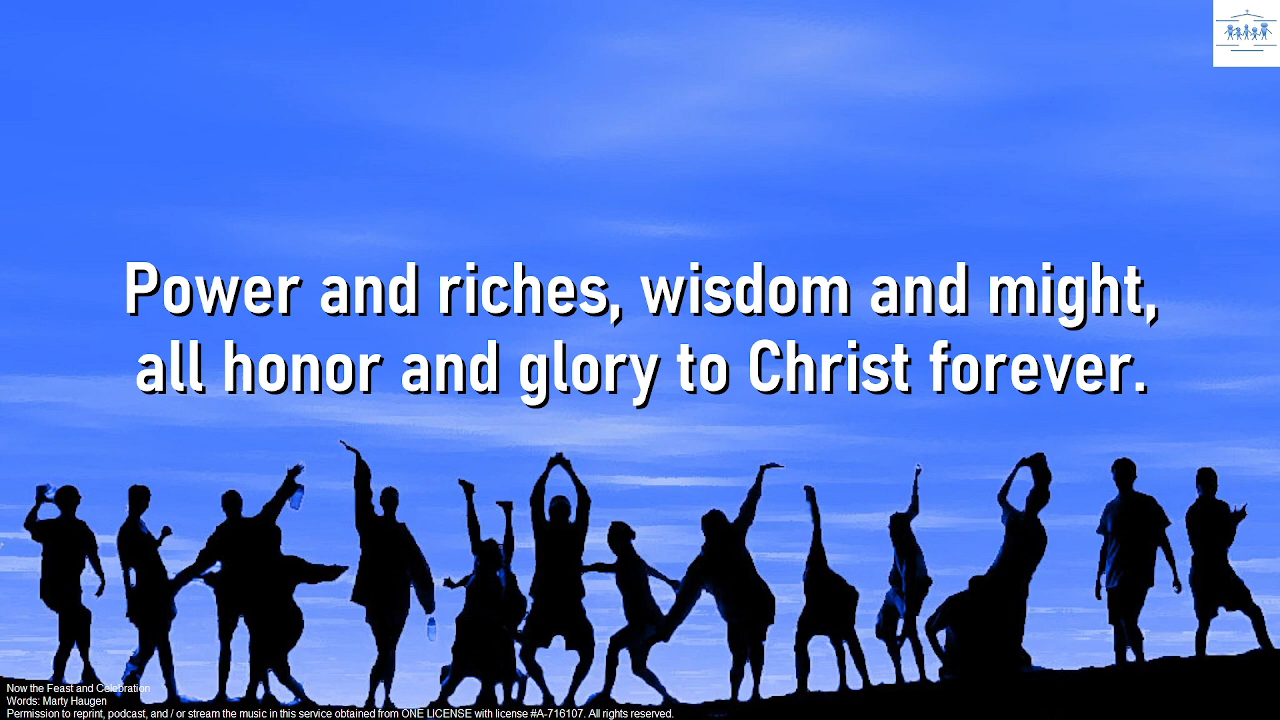 Power and riches, wisdom and might,
all honor and glory to Christ forever.
Now the Feast and Celebration
Words: Marty Haugen
Permission to reprint, podcast, and / or stream the music in this service obtained from ONE LICENSE with license #A-716107. All rights reserved.